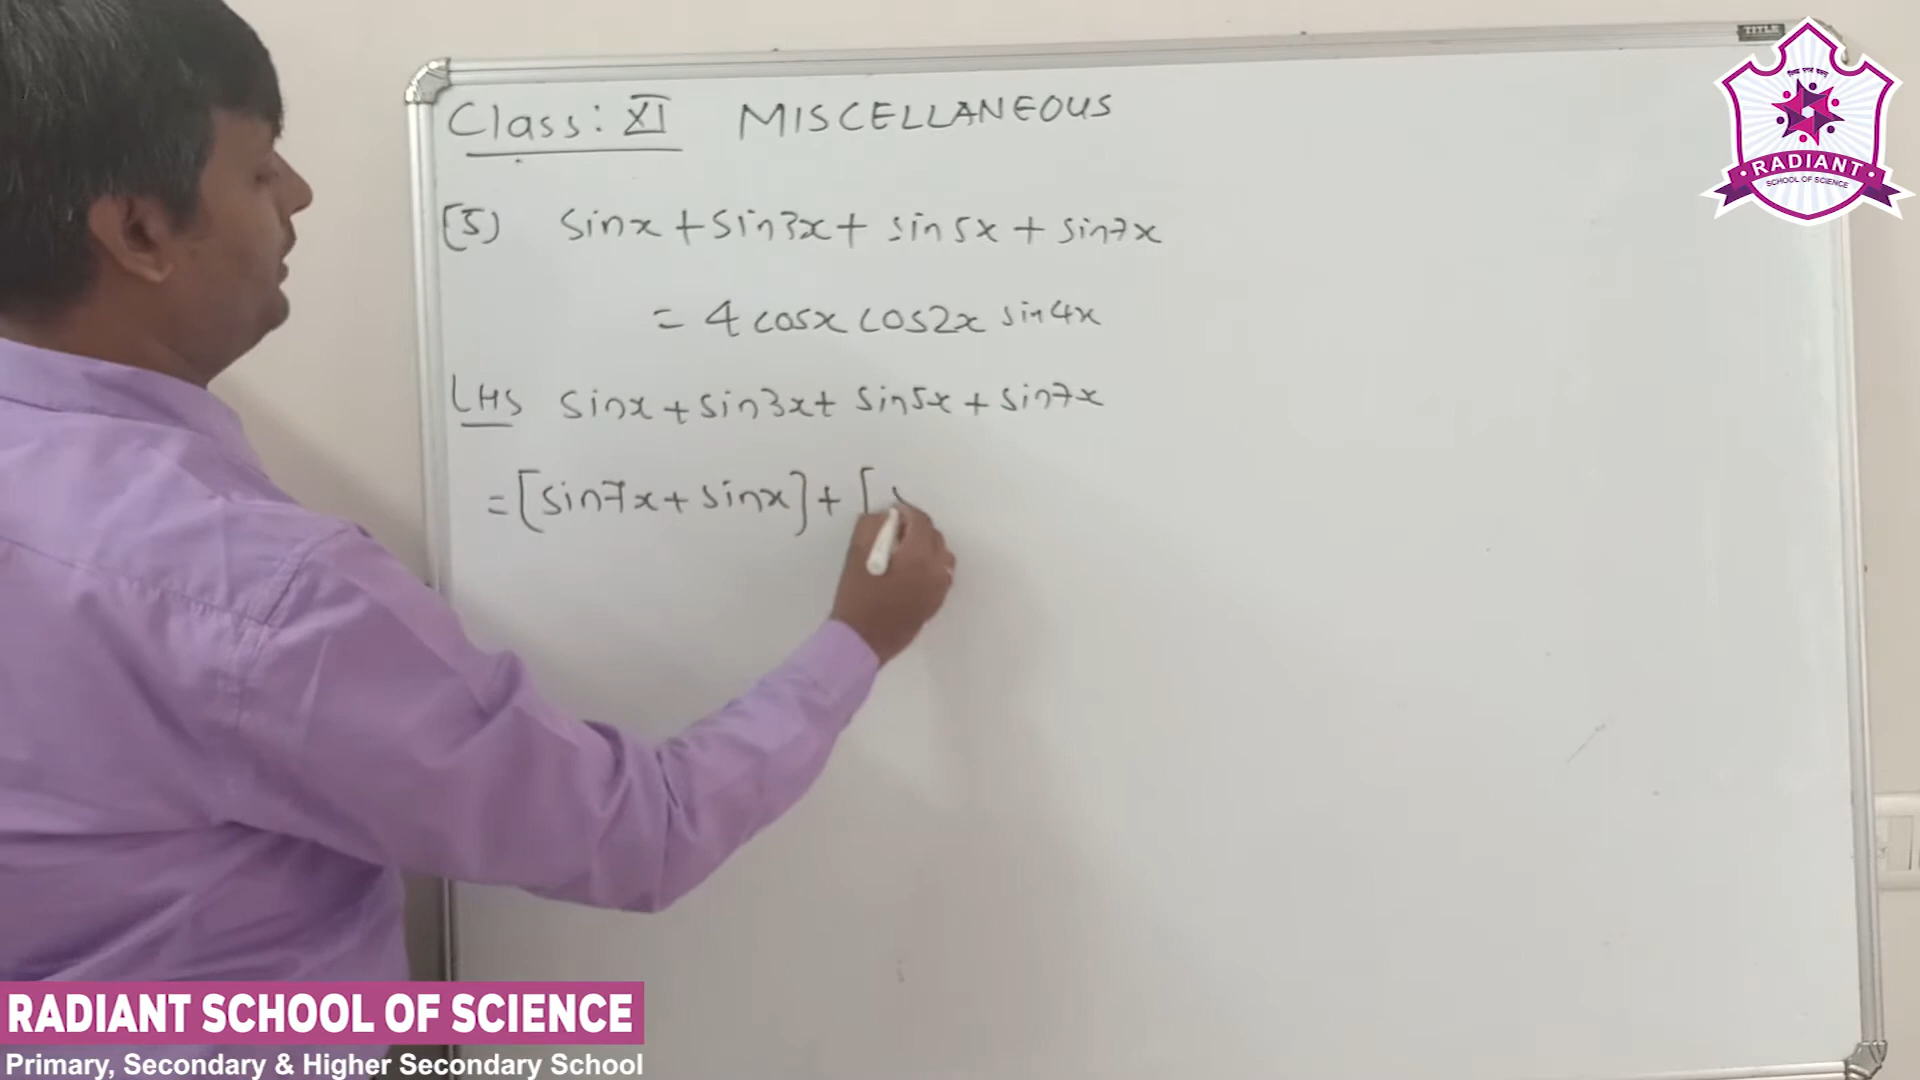 TITLE
Class: XI MISCELLANEOUS
RADIANT
SCHOOL OF SCIENCE
(5) sinx + sin3x + sin5x + sin7x
= 4 cosx cos2x sin4x
LHS sinx + sin3x + sin5x + sin7x
= [sin7x + sinx] + [
RADIANT SCHOOL OF SCIENCE
Primary, Secondary & Higher Secondary School